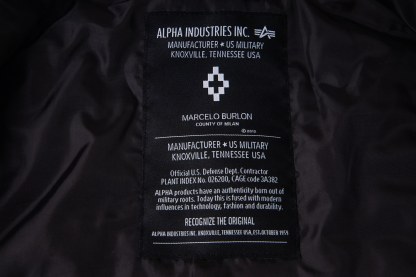 ALPHA INDUSTRIES INC.
MANUFACTURER ★ US MILITARY
KNOXVILLE, TENNESSEE USA
MARCELO BURLON
COUNTY OF MILAN
MANUFACTURER ★ US MILITARY
KNOXVILLE, TENNESSEE USA
Official U.S. Defense Dept. Contractor
PLANT INDEX No. 026200, CAGE code 3A382
ALPHA products have an authenticity born out of
military roots. Today this is fused with modern
influences in technology, fashion and durability.
RECOGNIZE THE ORIGINAL
ALPHA INDUSTRIES INC, KNOXVILLE, TENNESSEE USA, EST. OCTOBER 1959